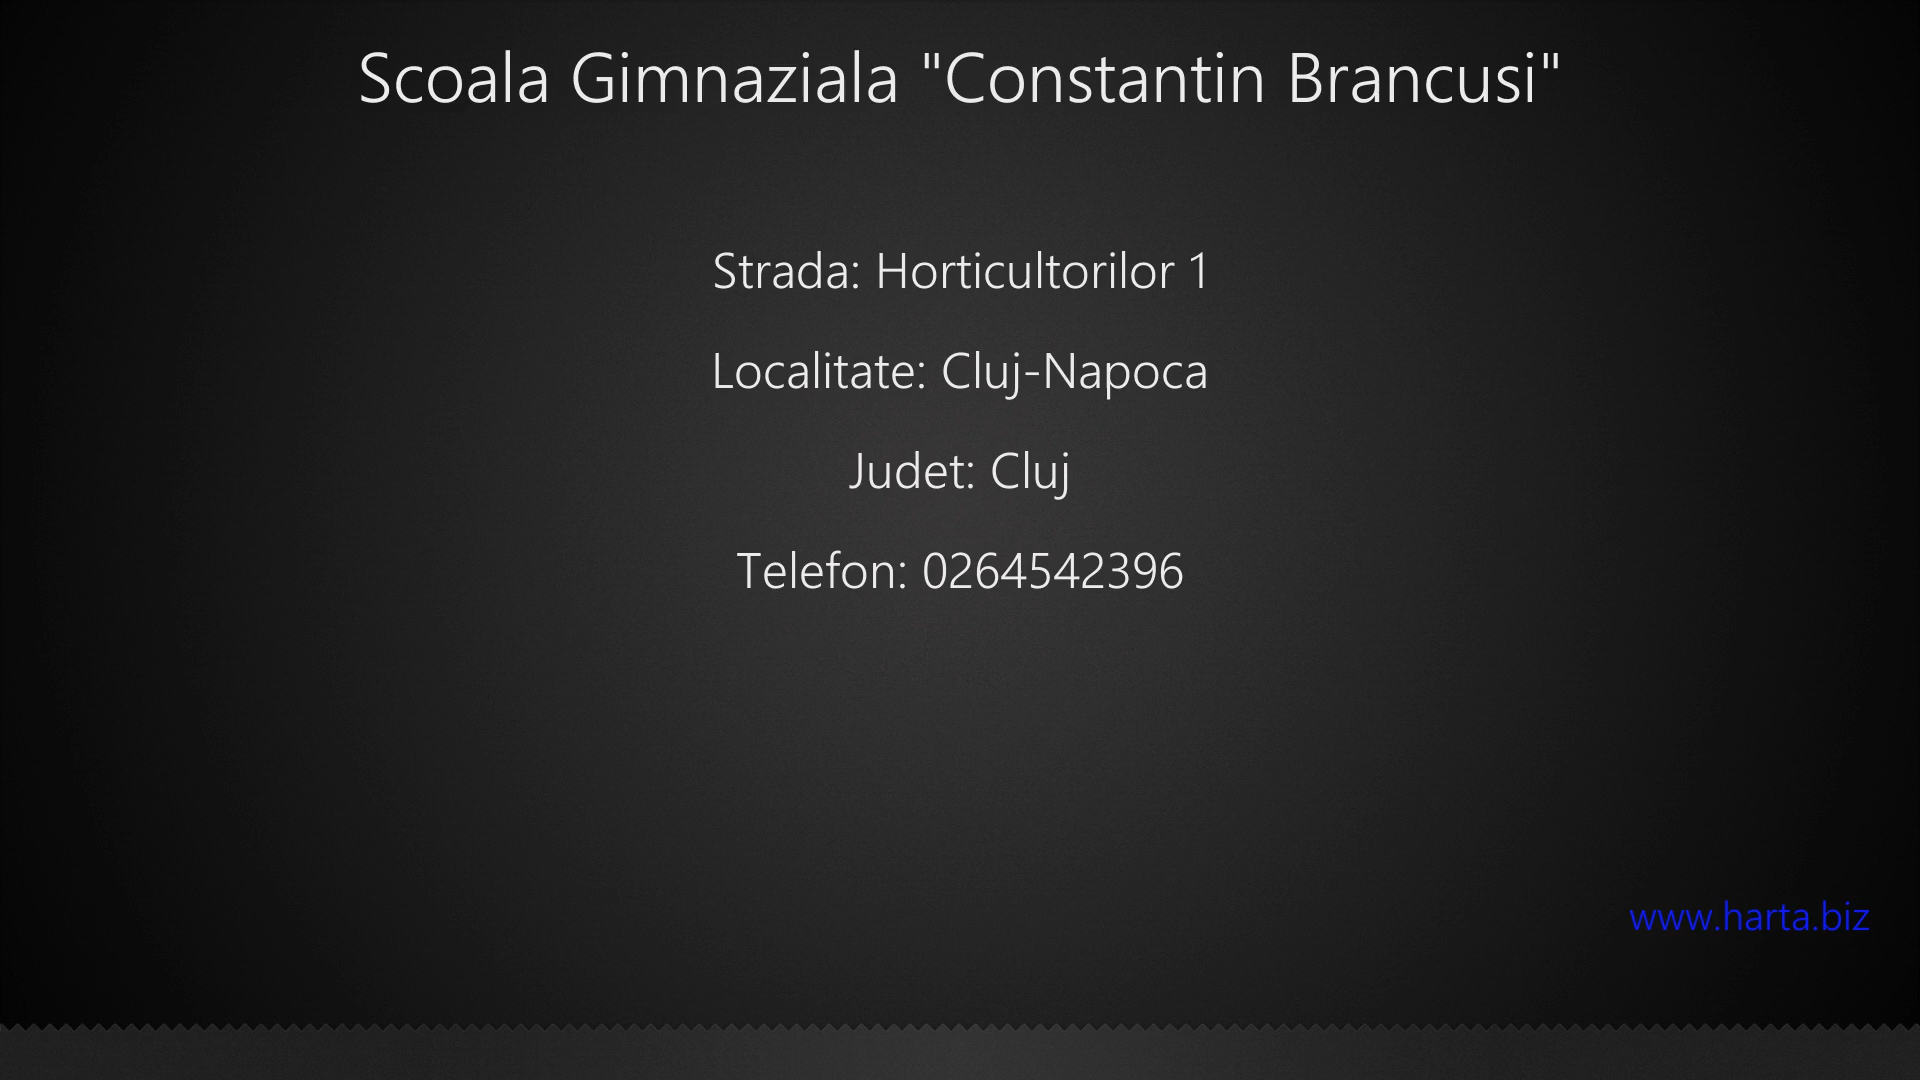 Scoala Gimnaziala "Constantin Brancusi"
Strada: Horticultorilor 1
Localitate: Cluj-Napoca
Judet: Cluj
Telefon: 0264542396
www.harta.biz